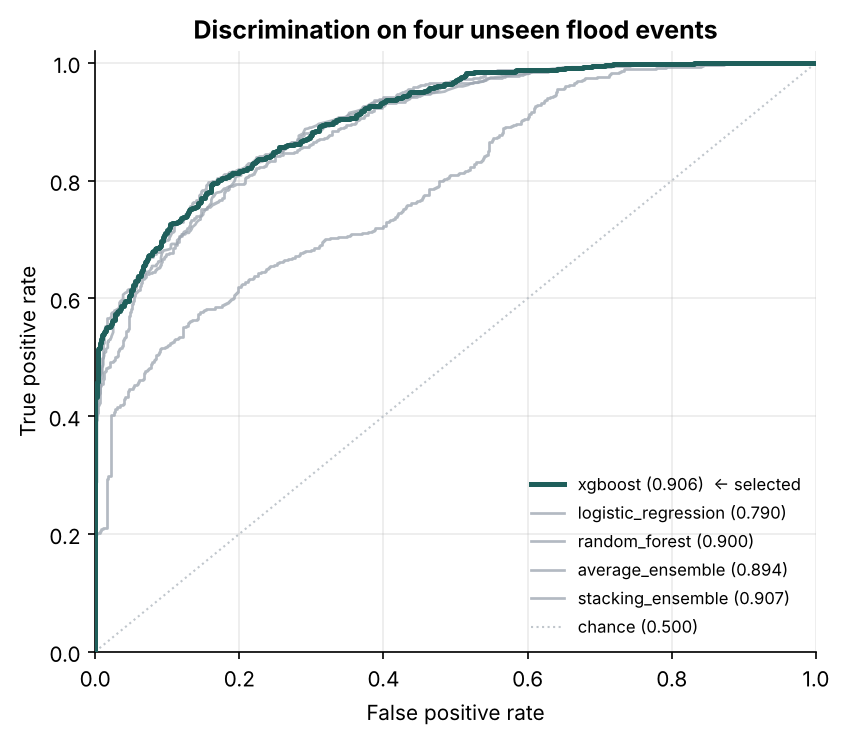 Discrimination on four unseen flood events
True positive rate
1.0
0.8
0.6
0.4
0.2
0.0
xgboost (0.906) ← selected
logistic_regression (0.790)
random_forest (0.900)
average_ensemble (0.894)
stacking_ensemble (0.907)
chance (0.500)
0.0 0.2 0.4 0.6 0.8 1.0
False positive rate